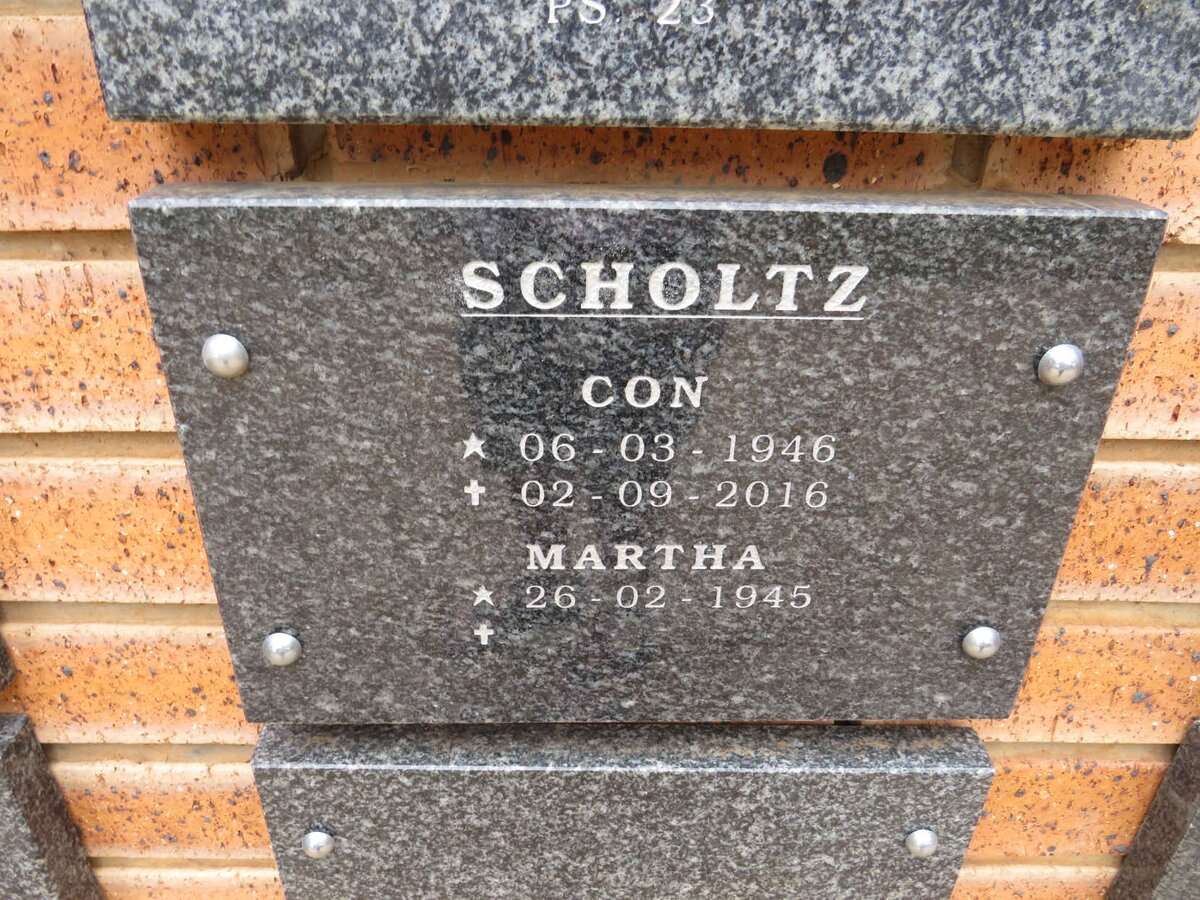 PS. 23
SCHOLTZ
CON
★ 06 - 03 - 1946
✝ 02 - 09 - 2016
MARTHA
★ 26 - 02 - 1945
✝